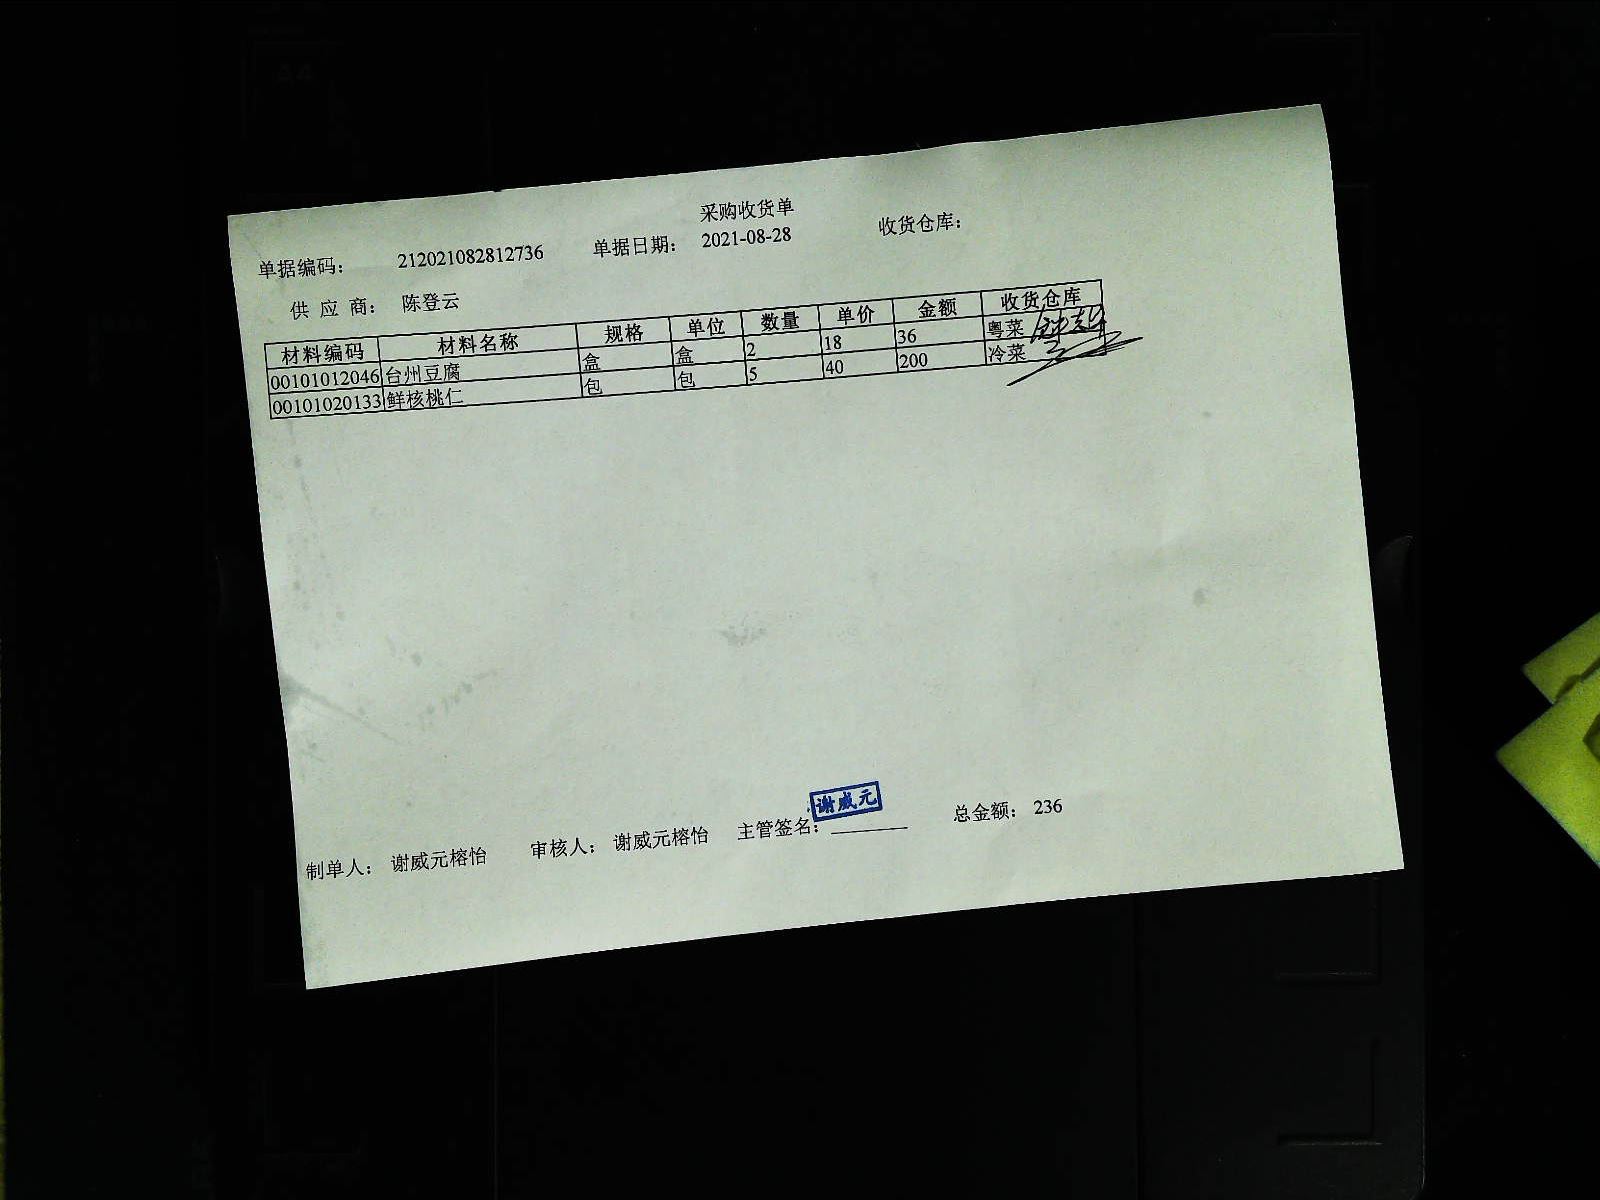 采购收货单
单据编码： 212021082812736 单据日期： 2021-08-28 收货仓库：
供 应 商： 陈登云
材料编码 材料名称 规格 单位 数量 单价 金额 收货仓库
00101012046 台州豆腐 盒 盒 2 18 36 粤菜
00101020133 鲜核桃仁 包 包 5 40 200 冷菜
谢威元
制单人： 谢威元榕怡 审核人： 谢威元榕怡 主管签名： 总金额： 236